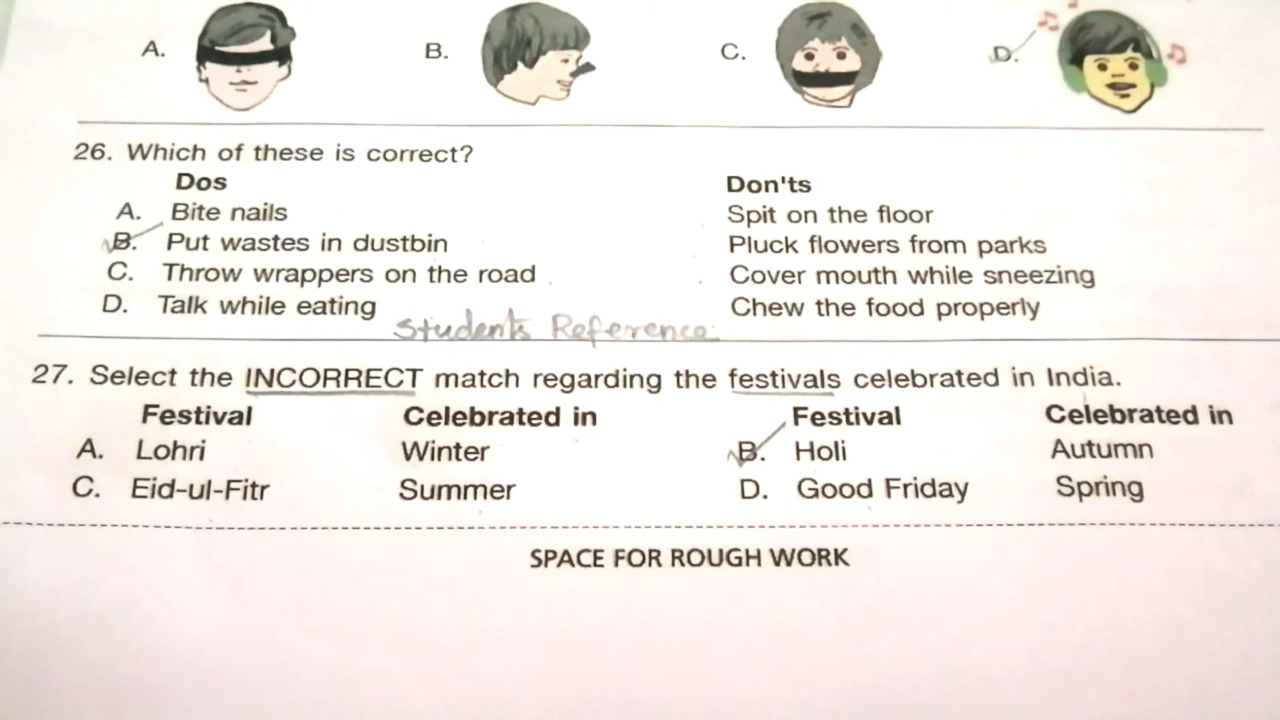 A. B. C. D.
26. Which of these is correct?
Dos Don'ts
A. Bite nails Spit on the floor
B. Put wastes in dustbin Pluck flowers from parks
C. Throw wrappers on the road Cover mouth while sneezing
D. Talk while eating Chew the food properly
Students Reference
27. Select the INCORRECT match regarding the festivals celebrated in India.
Festival Celebrated in Festival Celebrated in
A. Lohri Winter B. Holi Autumn
C. Eid-ul-Fitr Summer D. Good Friday Spring
SPACE FOR ROUGH WORK